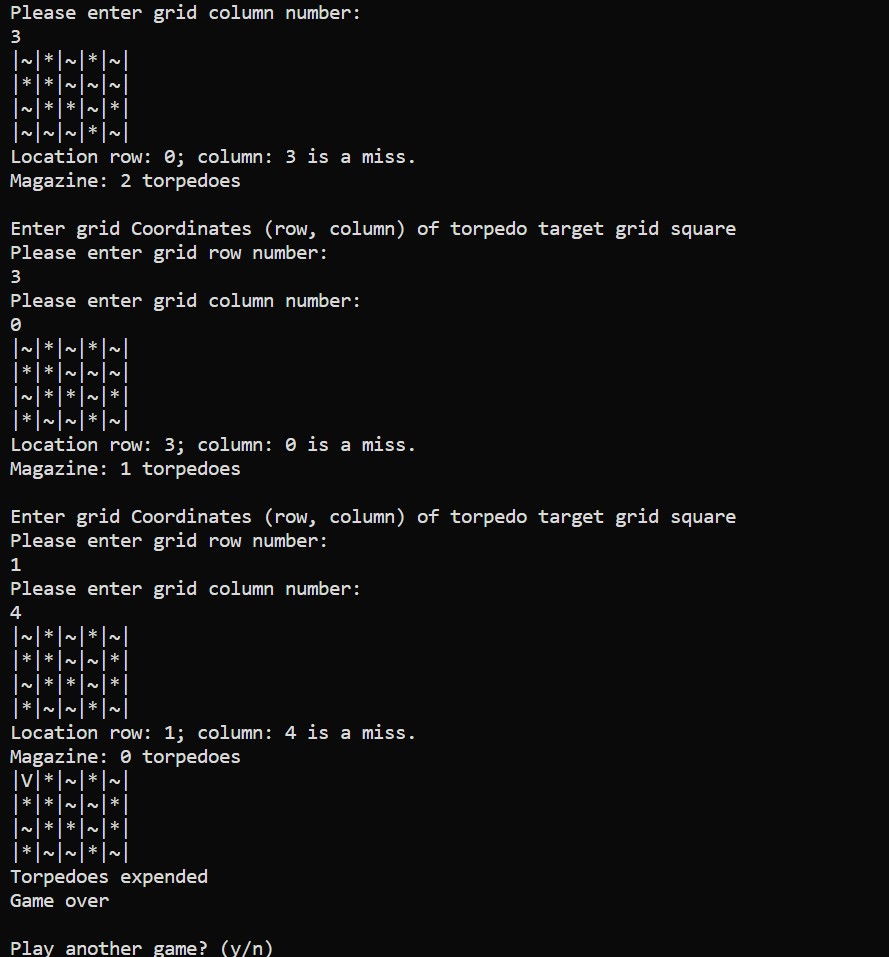 Please enter grid column number:
3
|~|*|~|*|~|
|*|*|~|~|~|
|~|*|*|~|*|
|~|~|~|*|~|
Location row: 0; column: 3 is a miss.
Magazine: 2 torpedoes
Enter grid Coordinates (row, column) of torpedo target grid square
Please enter grid row number:
3
Please enter grid column number:
0
|~|*|~|*|~|
|*|*|~|~|~|
|~|*|*|~|*|
|*|~|~|*|~|
Location row: 3; column: 0 is a miss.
Magazine: 1 torpedoes
Enter grid Coordinates (row, column) of torpedo target grid square
Please enter grid row number:
1
Please enter grid column number:
4
|~|*|~|*|~|
|*|*|~|~|*|
|~|*|*|~|*|
|*|~|~|*|~|
Location row: 1; column: 4 is a miss.
Magazine: 0 torpedoes
|V|*|~|*|~|
|*|*|~|~|*|
|~|*|*|~|*|
|*|~|~|*|~|
Torpedoes expended
Game over
Play another game? (y/n)